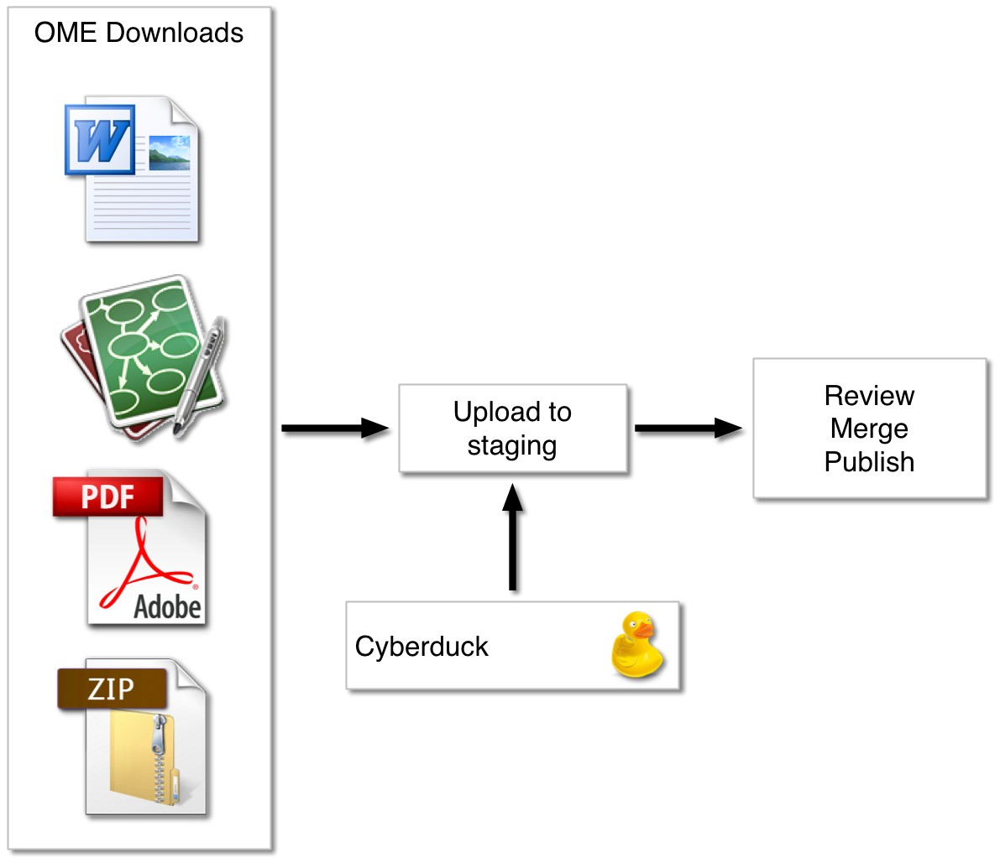 OME Downloads
W
PDF
Adobe
ZIP
Upload to
staging
Cyberduck
Review
Merge
Publish